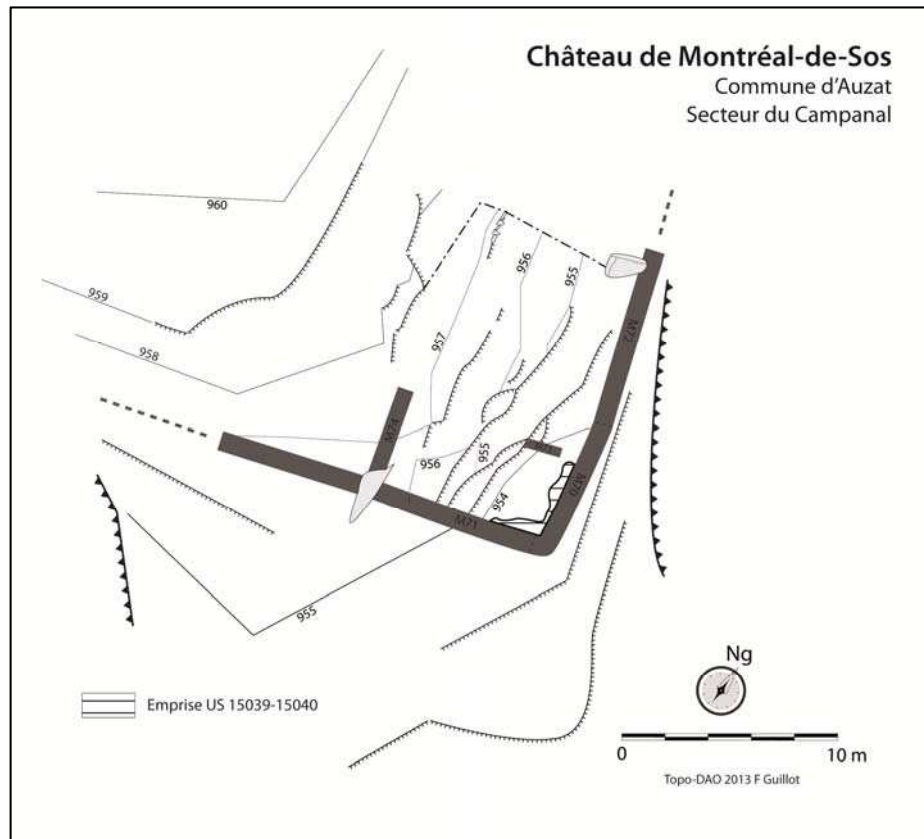 Château de Montréal-de-Sos
Commune d'Auzat
Secteur du Campanal
960
959
958
957
956
955
M72
M74
956
955
954
M70
M71
955
Emprise US 15039-15040
Ng
0 10 m
Topo-DAO 2013 F Guillot